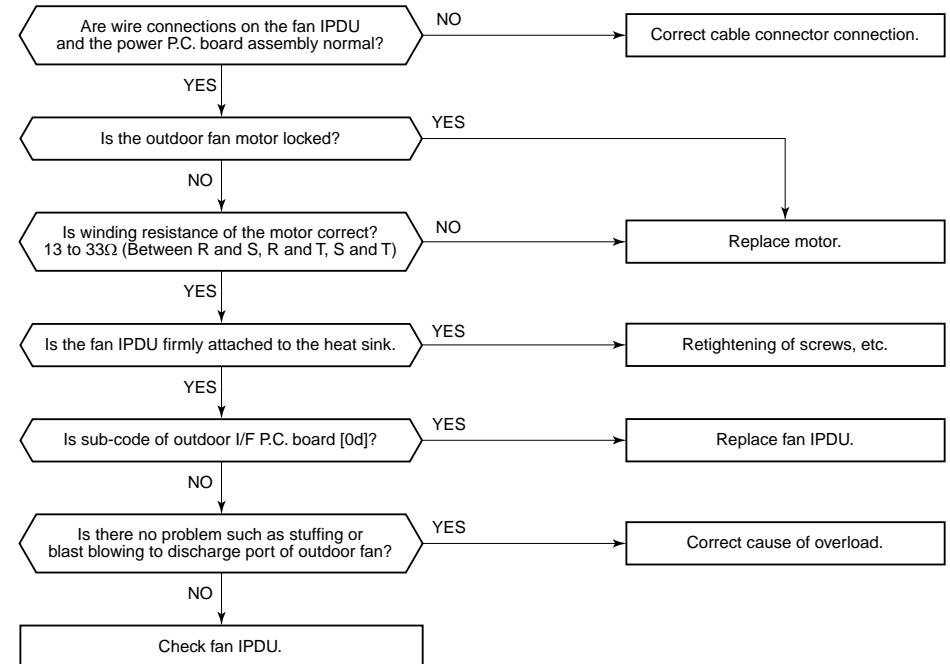 Are wire connections on the fan IPDU
and the power P.C. board assembly normal?
NO
Correct cable connector connection.
YES
Is the outdoor fan motor locked?
YES
NO
Is winding resistance of the motor correct?
13 to 33Ω (Between R and S, R and T, S and T)
NO
Replace motor.
YES
Is the fan IPDU firmly attached to the heat sink.
YES
Retightening of screws, etc.
YES
Is sub-code of outdoor I/F P.C. board [0d]?
YES
Replace fan IPDU.
NO
Is there no problem such as stuffing or
blast blowing to discharge port of outdoor fan?
YES
Correct cause of overload.
NO
Check fan IPDU.